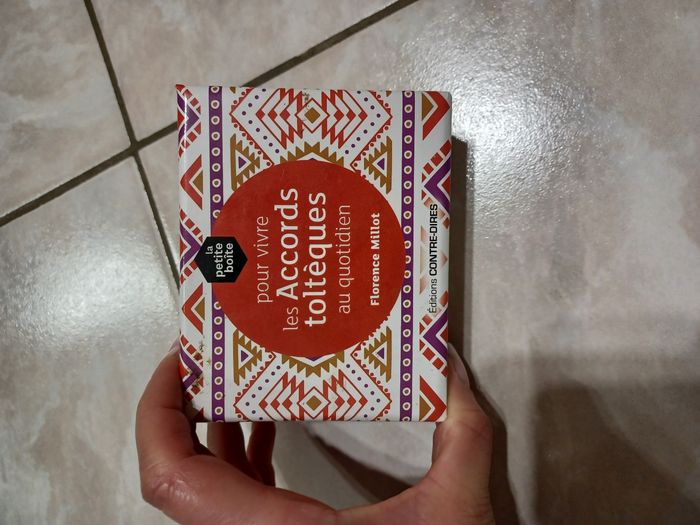 la
petite
boîte
pour vivre
les Accords
toltèques
au quotidien
Florence Millot
Éditions CONTRE-DIRES